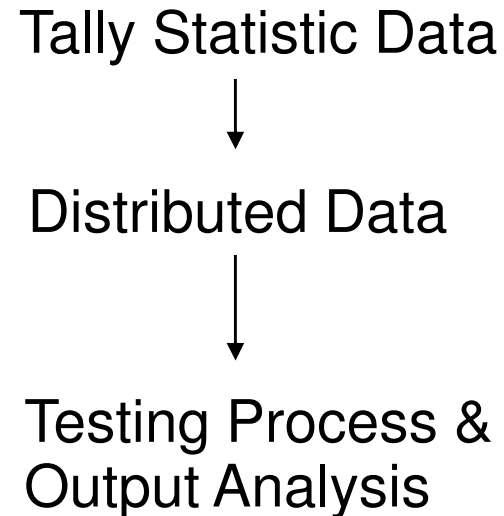 Tally Statistic Data
Distributed Data
Testing Process &
Output Analysis